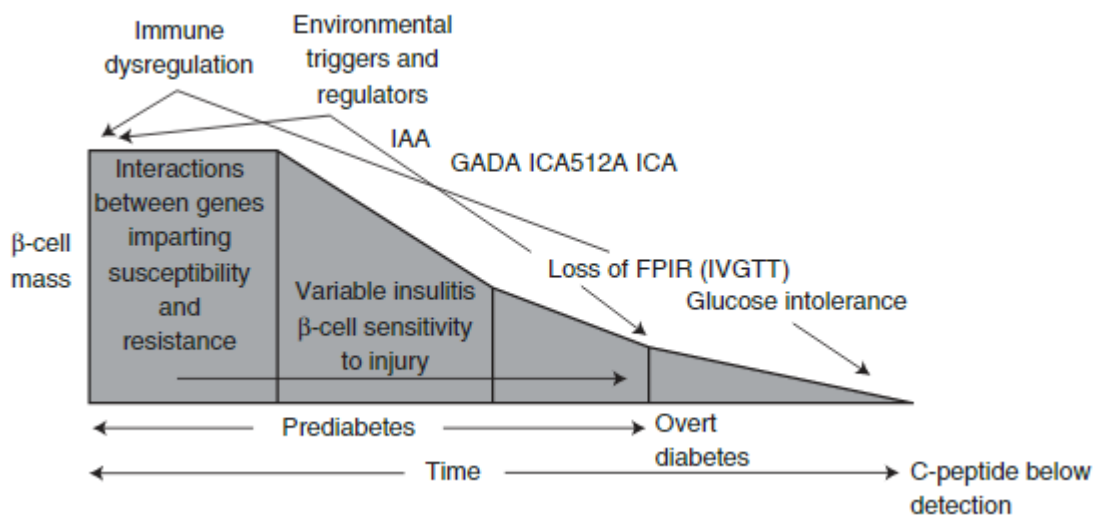 Immune
dysregulation
Environmental
triggers and
regulators
IAA
GADA ICA512A ICA
β-cell
mass
Interactions
between genes
imparting
susceptibility
and
resistance
Variable insulitis
β-cell sensitivity
to injury
Loss of FPIR (IVGTT)
Glucose intolerance
Prediabetes
Overt
diabetes
Time
C-peptide below
detection